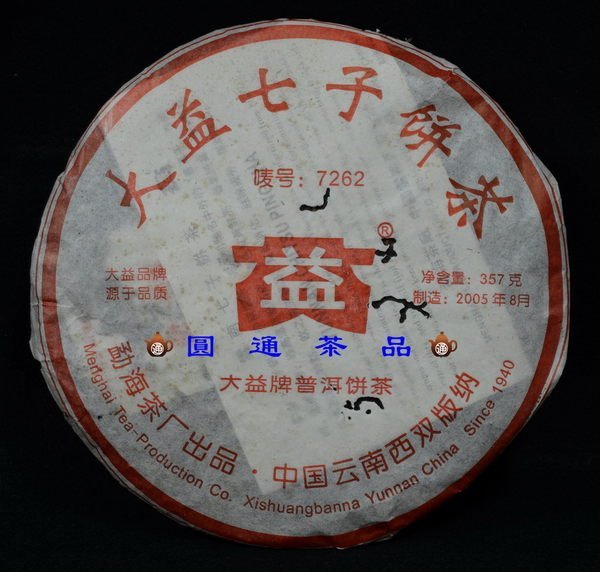 大益七子饼茶
唛号: 7262
®
益
大益品牌
源于品质
净含量: 357克
制造: 2005年8月
圓通茶品
大益牌普洱饼茶
勐海茶厂出品·中国云南西双版纳
Menghai Tea-Production Co. Xishuangbanna Yunnan China Since 1940